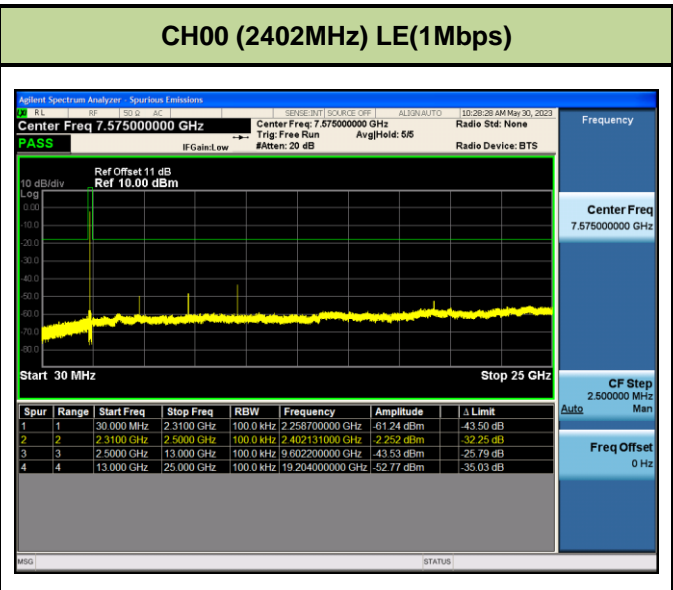 CH00 (2402MHz) LE(1Mbps)
Agilent Spectrum Analyzer - Spurious Emissions
RL RF 50 Ω AC SENSE:INT SOURCE OFF ALIGNAUTO 10:28:28 AM May 30, 2023
Center Freq 7.575000000 GHz Center Freq: 7.575000000 GHz Radio Std: None
Trig: Free Run Avg|Hold: 5/5
PASS IFGain:Low #Atten: 20 dB Radio Device: BTS
Frequency
Ref Offset 11 dB
10 dB/div Ref 10.00 dBm
Log
0.00
-10.0
-20.0
-30.0
-40.0
-50.0
-60.0
-70.0
-80.0
Start 30 MHz Stop 25 GHz
Center Freq
7.575000000 GHz
CF Step
2.500000 MHz
Auto Man
Freq Offset
0 Hz
Spur Range Start Freq Stop Freq RBW Frequency Amplitude Δ Limit
1 1 30.000 MHz 2.3100 GHz 100.0 kHz 2.258700000 GHz -61.24 dBm -43.50 dB
2 2 2.3100 GHz 2.5000 GHz 100.0 kHz 2.402131000 GHz -2.252 dBm -32.25 dB
3 3 2.5000 GHz 13.000 GHz 100.0 kHz 9.602200000 GHz -43.53 dBm -25.79 dB
4 4 13.000 GHz 25.000 GHz 100.0 kHz 19.204000000 GHz -52.77 dBm -35.03 dB
MSG STATUS